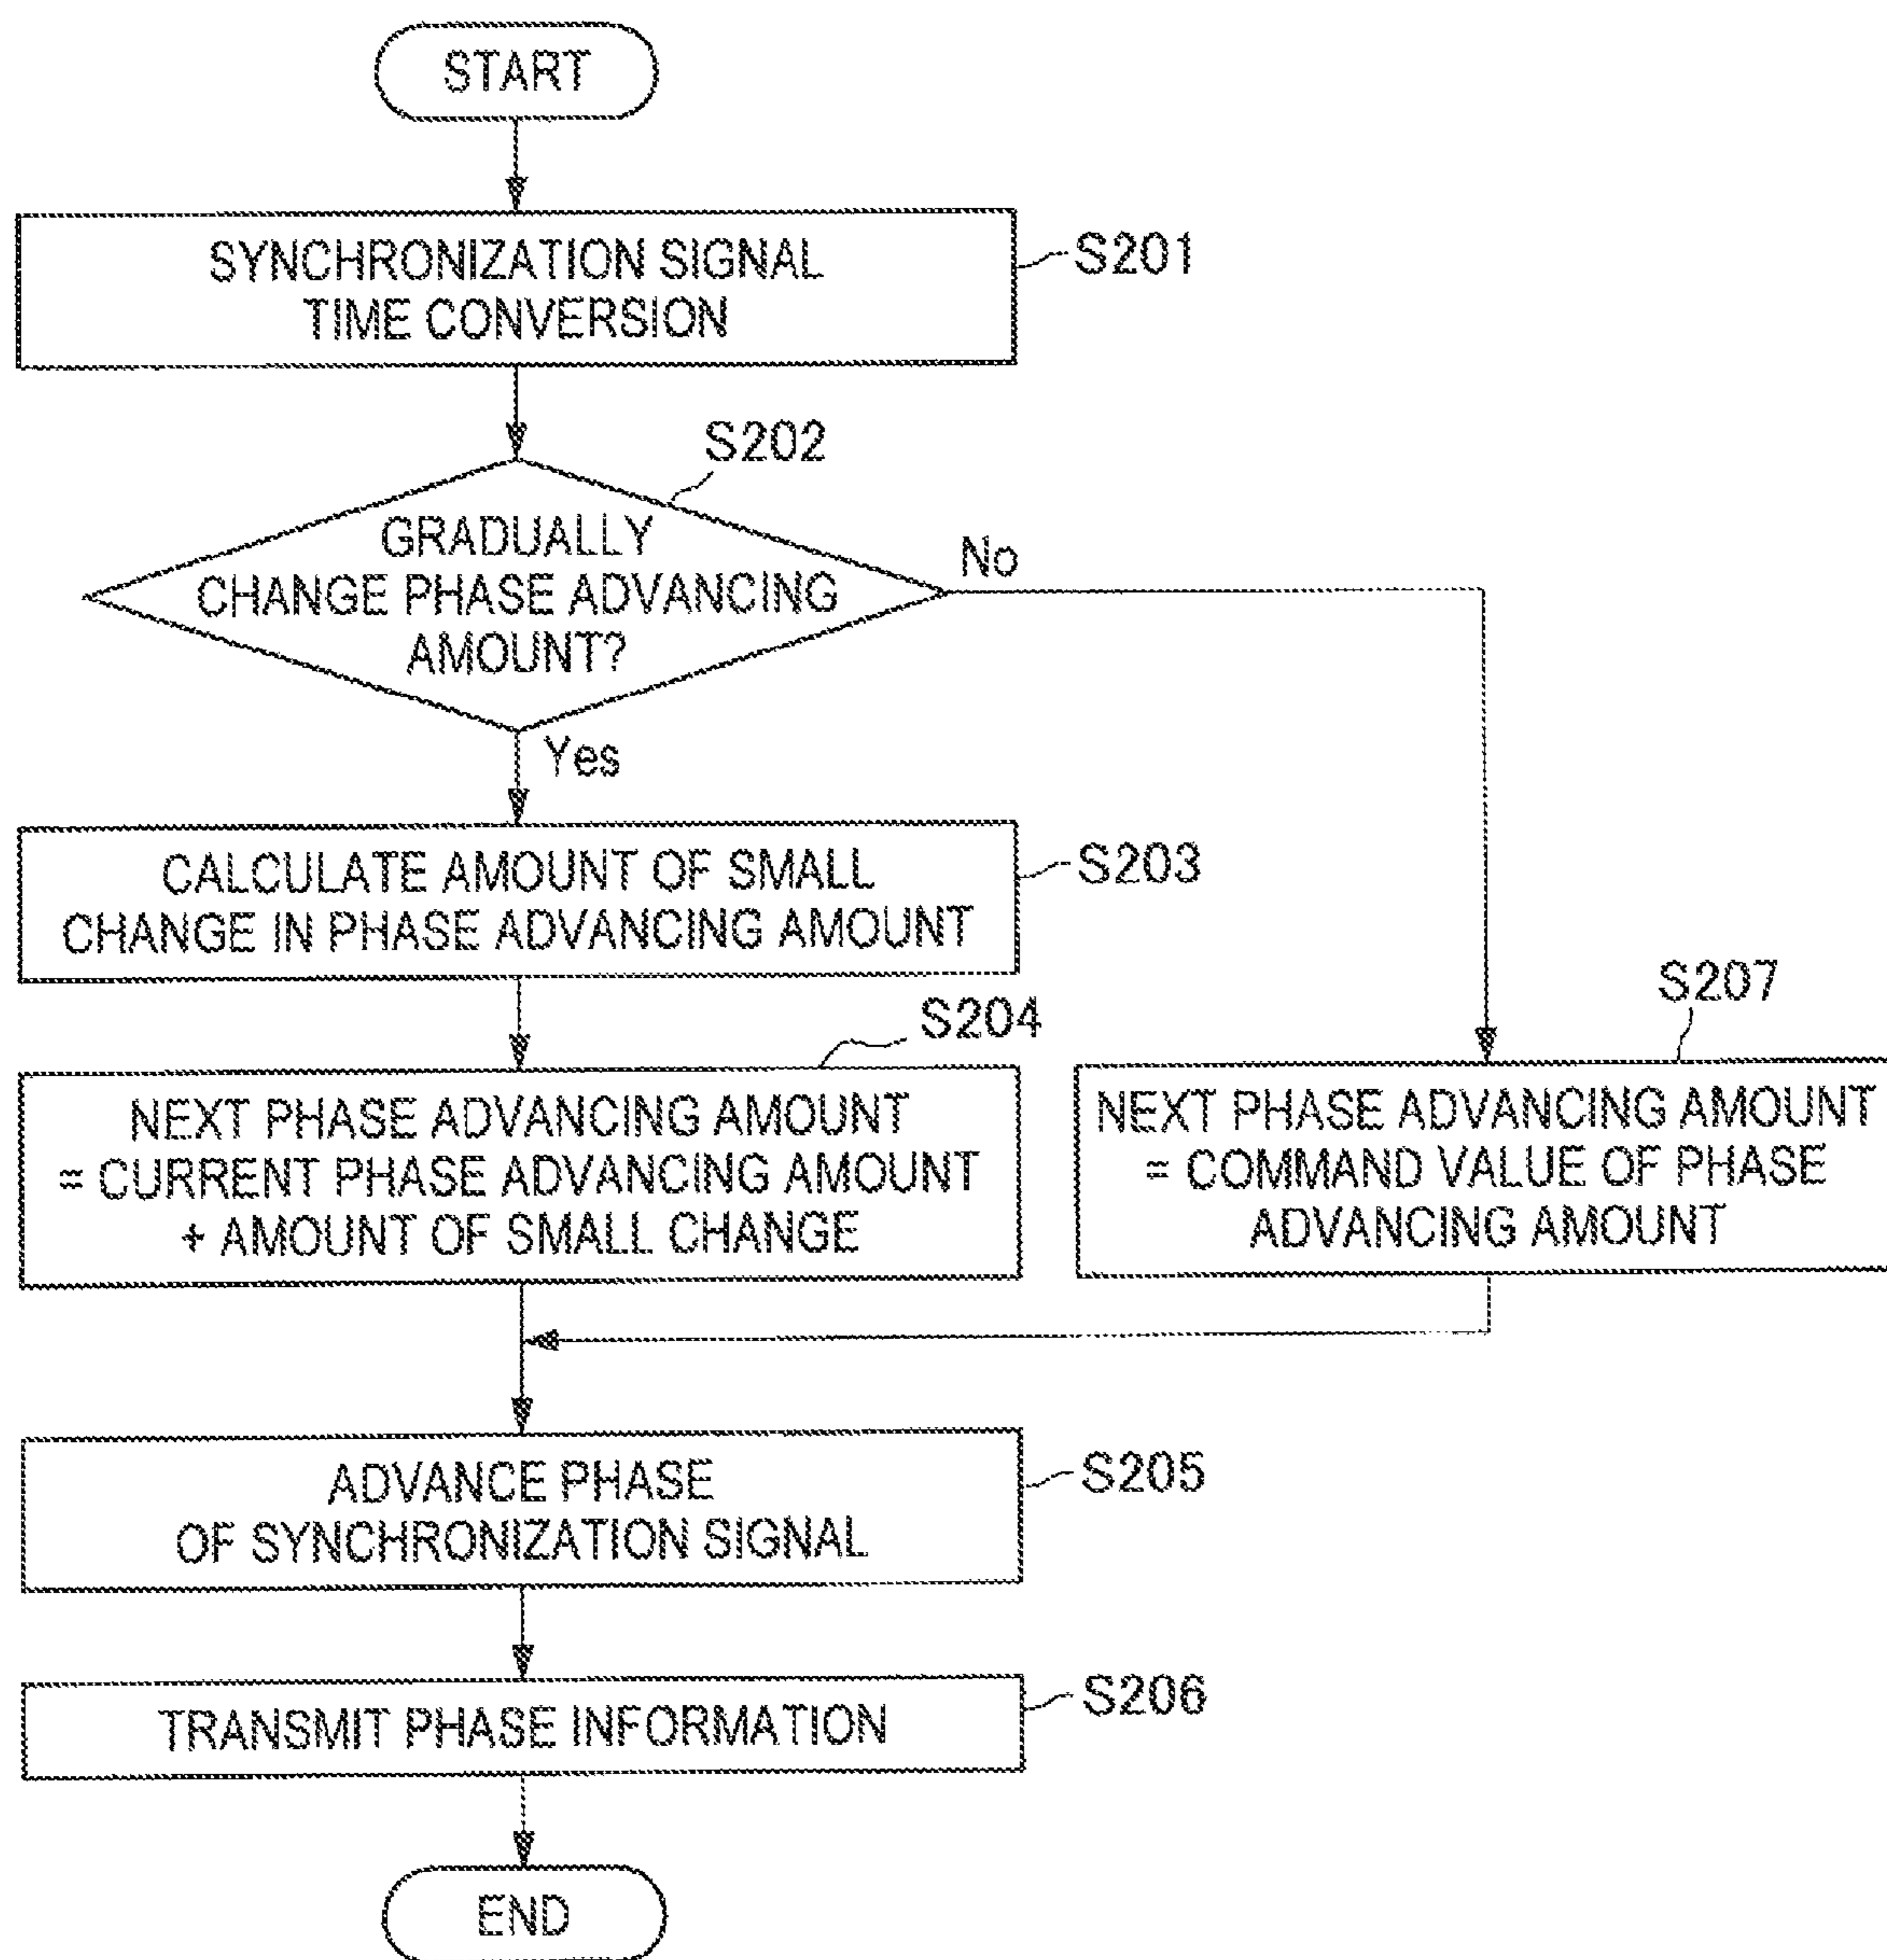 START
SYNCHRONIZATION SIGNAL
TIME CONVERSION
S201
S202
GRADUALLY
CHANGE PHASE ADVANCING
AMOUNT?
No
Yes
CALCULATE AMOUNT OF SMALL
CHANGE IN PHASE ADVANCING AMOUNT
S203
S204
NEXT PHASE ADVANCING AMOUNT
= CURRENT PHASE ADVANCING AMOUNT
+ AMOUNT OF SMALL CHANGE
S207
NEXT PHASE ADVANCING AMOUNT
= COMMAND VALUE OF PHASE
ADVANCING AMOUNT
ADVANCE PHASE
OF SYNCHRONIZATION SIGNAL
S205
TRANSMIT PHASE INFORMATION
S206
END